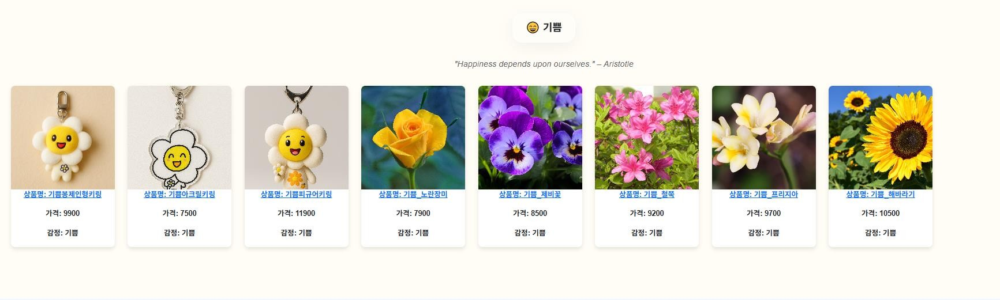 😄 기쁨
"Happiness depends upon ourselves." – Aristotle
상품명: 기쁨봉제인형키링
가격: 9900
감정: 기쁨
상품명: 기쁨아크릴키링
가격: 7500
감정: 기쁨
상품명: 기쁨피규어키링
가격: 11900
감정: 기쁨
상품명: 기쁨_노란장미
가격: 7900
감정: 기쁨
상품명: 기쁨_제비꽃
가격: 8500
감정: 기쁨
상품명: 기쁨_철쭉
가격: 9200
감정: 기쁨
상품명: 기쁨_프리지아
가격: 9700
감정: 기쁨
상품명: 기쁨_해바라기
가격: 10500
감정: 기쁨